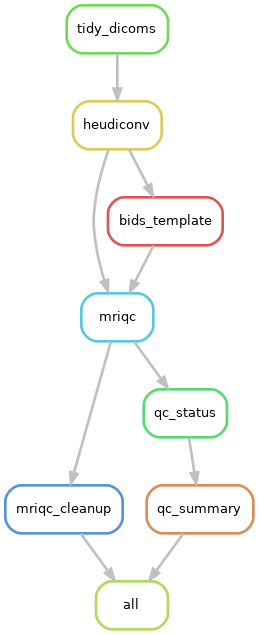 tidy_dicoms
heudiconv
bids_template
mriqc
qc_status
mriqc_cleanup
qc_summary
all